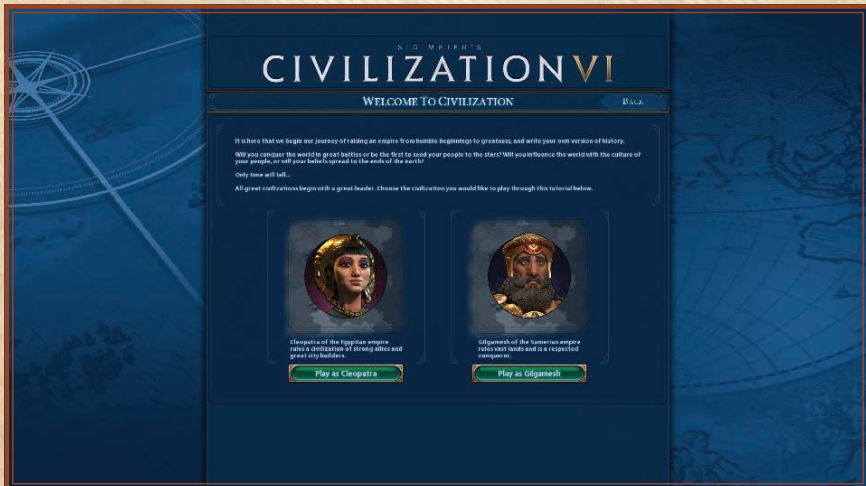 SID MEIER'S
CIVILIZATION VI
WELCOME TO CIVILIZATION
BACK
It is here that we begin our journey of raising an empire from humble beginnings to greatness, and write your own version of history.
Will you conquer the world in great battles or be the first to send your people to the stars? Will you influence the world with the culture of
your people, or will your beliefs spread to the ends of the earth?
Only time will tell...
All great civilizations begin with a great leader. Choose the civilization you would like to play through this tutorial below.
Cleopatra of the Egyptian empire
rules a civilization of strong allies and
great city builders.
Play as Cleopatra
Gilgamesh of the Sumerian empire
rules vast lands and is a respected
conqueror.
Play as Gilgamesh